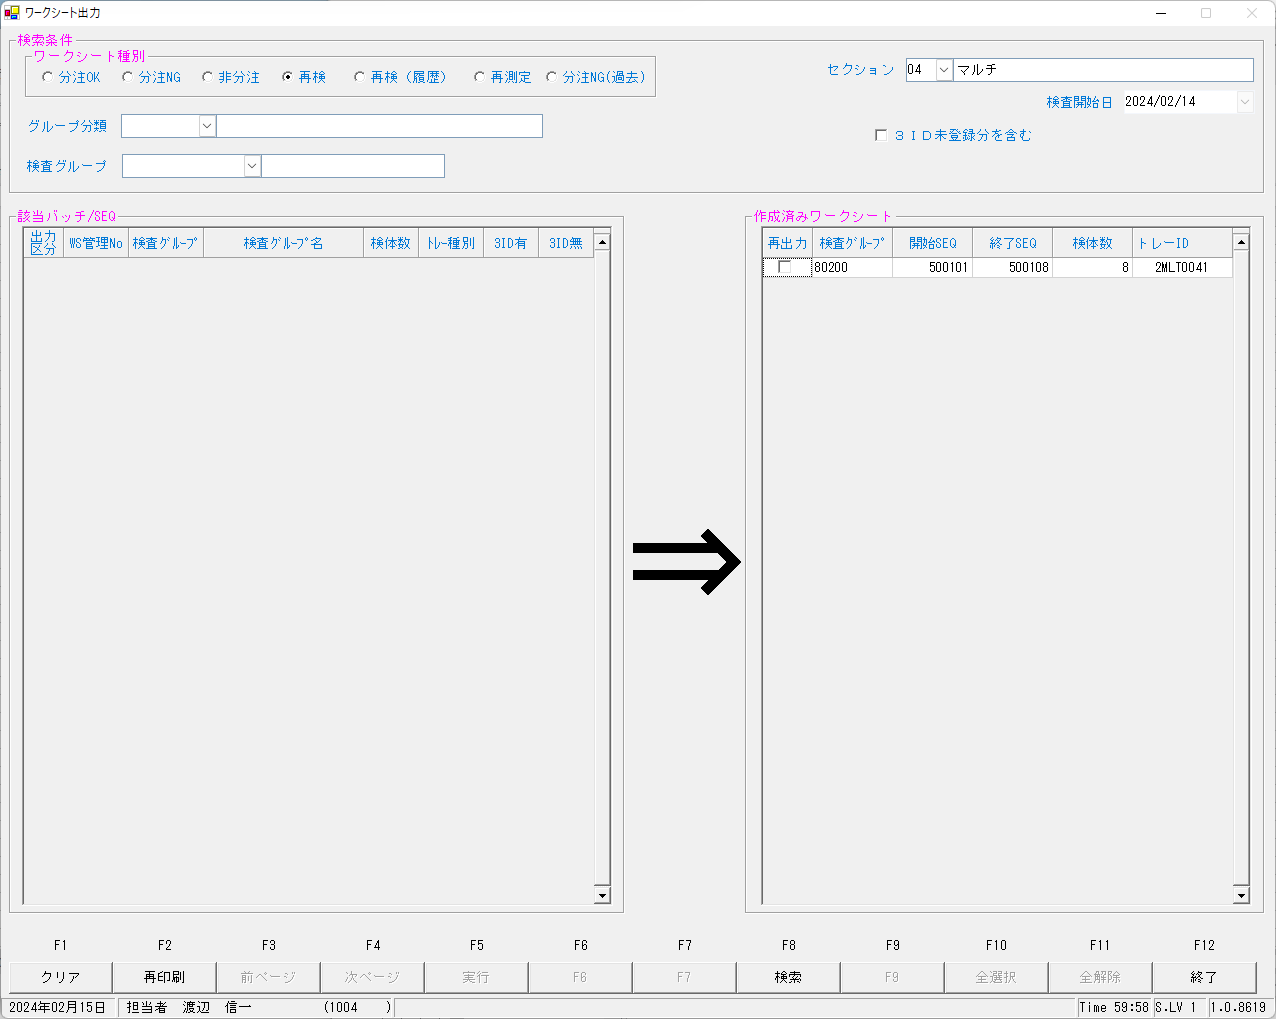 ワークシート出力
検索条件
ワークシート種別
分注OK 分注NG 非分注 再検 再検（履歴） 再測定 分注NG(過去)
セクション 04 マルチ
検査開始日 2024/02/14
グループ分類
３ＩＤ未登録分を含む
検査グループ
該当バッチ/SEQ
出力区分 WS管理No 検査ｸﾞﾙｰﾌﾟ 検査ｸﾞﾙｰﾌﾟ名 検体数 ﾄﾚｰ種別 3ID有 3ID無
作成済みワークシート
再出力 検査ｸﾞﾙｰﾌﾟ 開始SEQ 終了SEQ 検体数 トレーID
80200 500101 500108 8 2MLT0041
F1 F2 F3 F4 F5 F6 F7 F8 F9 F10 F11 F12
クリア 再印刷 前ページ 次ページ 実行 F6 F7 検索 F9 全選択 全解除 終了
2024年02月15日 担当者 渡辺 信一 (1004 ) Time 59:58 S.LV 1 1.0.8619